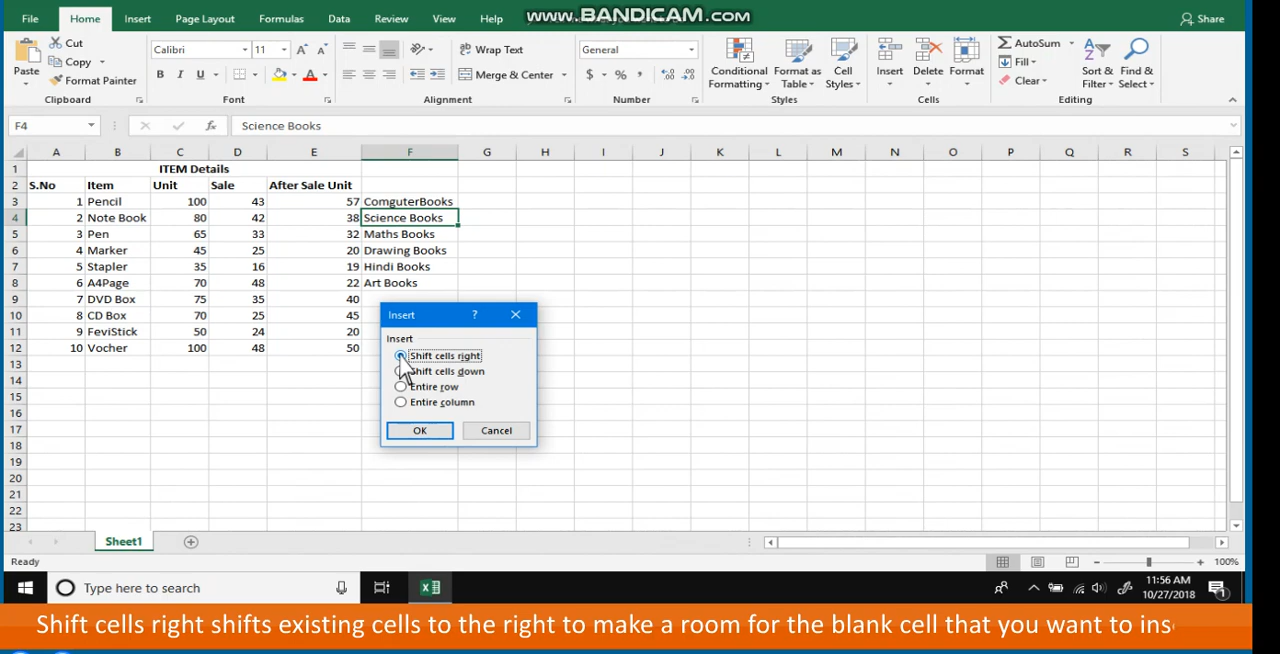 www.BANDICAM.com
File Home Insert Page Layout Formulas Data Review View Help Share
Cut
Copy
Format Painter
Paste
Clipboard
Calibri 11
B I U
Font
Wrap Text
Merge & Center
Alignment
General
$ % ,
Number
Conditional Formatting
Format as Table
Cell Styles
Styles
Insert Delete Format
Cells
AutoSum
Fill
Clear
Sort & Filter
Find & Select
Editing
F4 fx Science Books
A B C D E F G H I J K L M N O P Q R S
1 ITEM Details
2 S.No Item Unit Sale After Sale Unit
3 1 Pencil 100 43 57 ComguterBooks
4 2 Note Book 80 42 38 Science Books
5 3 Pen 65 33 32 Maths Books
6 4 Marker 45 25 20 Drawing Books
7 5 Stapler 35 16 19 Hindi Books
8 6 A4Page 70 48 22 Art Books
9 7 DVD Box 75 35 40
10 8 CD Box 70 25 45
11 9 FeviStick 50 24 20
12 10 Vocher 100 48 50
13
14
15
16
17
18
19
20
21
22
23
Insert ?
Insert
Shift cells right
Shift cells down
Entire row
Entire column
OK Cancel
Sheet1
Ready 100%
Type here to search
11:56 AM
10/27/2018
1
Shift cells right shifts existing cells to the right to make a room for the blank cell that you want to ins